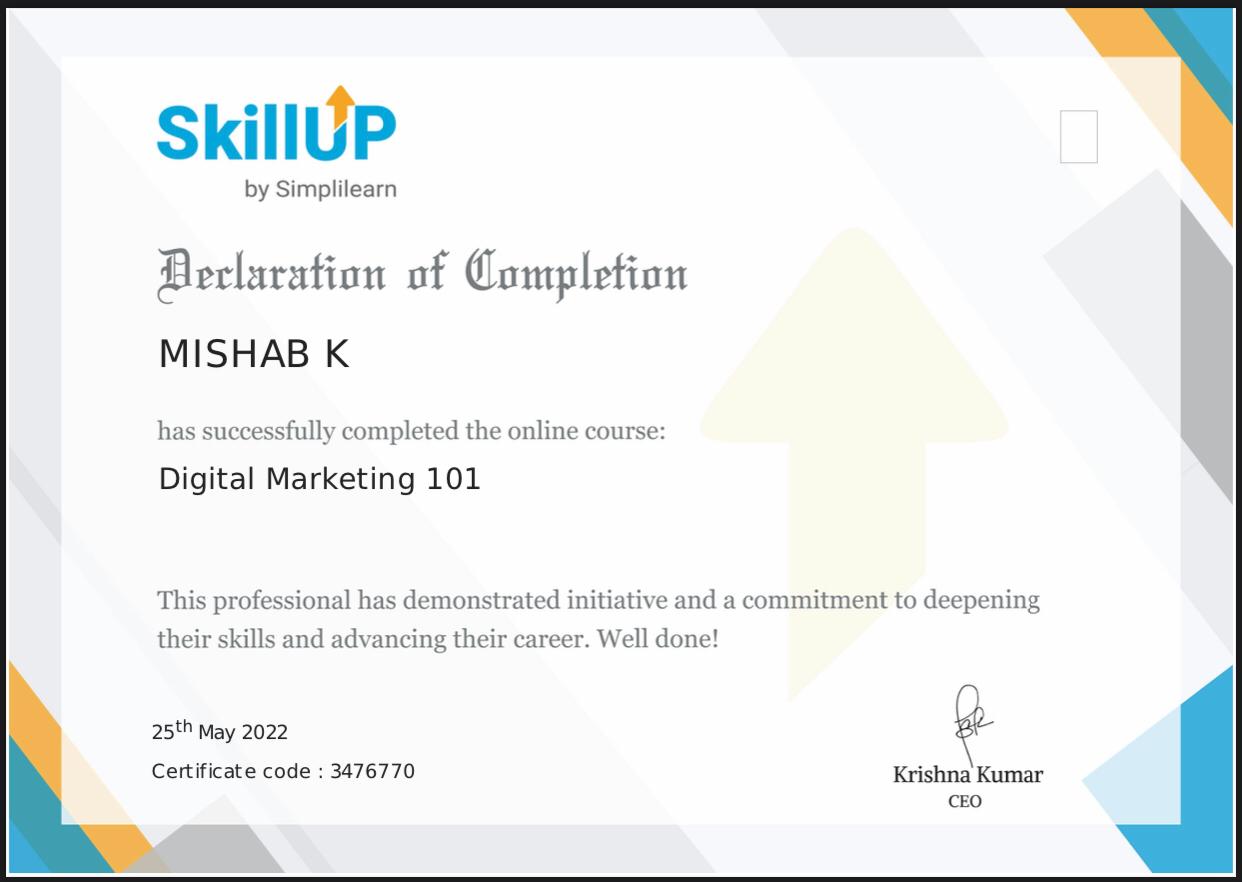 SkillUP
by Simplilearn
Declaration of Completion
MISHAB K
has successfully completed the online course:
Digital Marketing 101
This professional has demonstrated initiative and a commitment to deepening
their skills and advancing their career. Well done!
25th May 2022
Certificate code : 3476770
Krishna Kumar
CEO